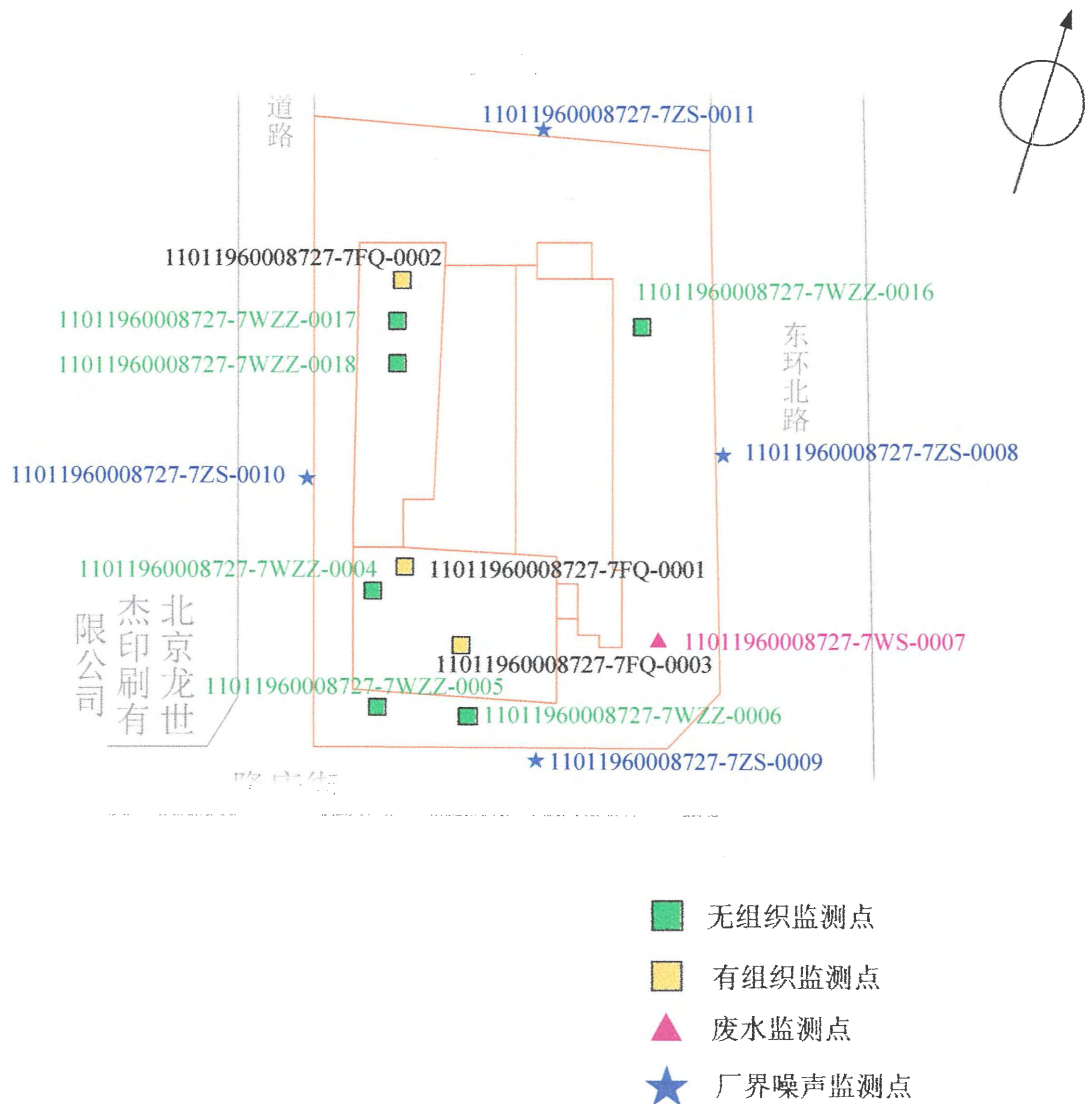 道路
11011960008727-7ZS-0011
11011960008727-7FQ-0002
11011960008727-7WZZ-0016
11011960008727-7WZZ-0017
11011960008727-7WZZ-0018
东环北路
11011960008727-7ZS-0008
11011960008727-7ZS-0010
11011960008727-7WZZ-0004
11011960008727-7FQ-0001
北京龙世
杰印刷有
限公司
11011960008727-7WS-0007
11011960008727-7FQ-0003
11011960008727-7WZZ-0005
11011960008727-7WZZ-0006
11011960008727-7ZS-0009
无组织监测点
有组织监测点
废水监测点
厂界噪声监测点